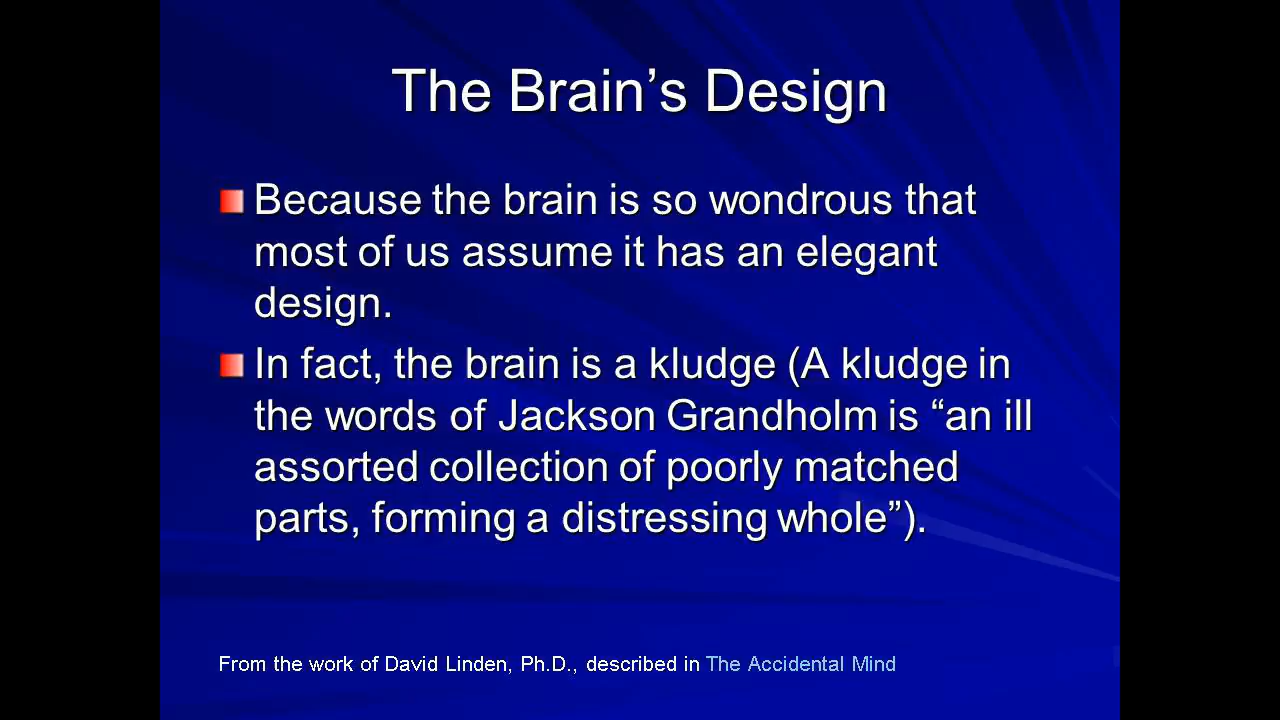 The Brain’s Design
Because the brain is so wondrous that
most of us assume it has an elegant
design.
In fact, the brain is a kludge (A kludge in
the words of Jackson Grandholm is “an ill
assorted collection of poorly matched
parts, forming a distressing whole”).
From the work of David Linden, Ph.D., described in The Accidental Mind